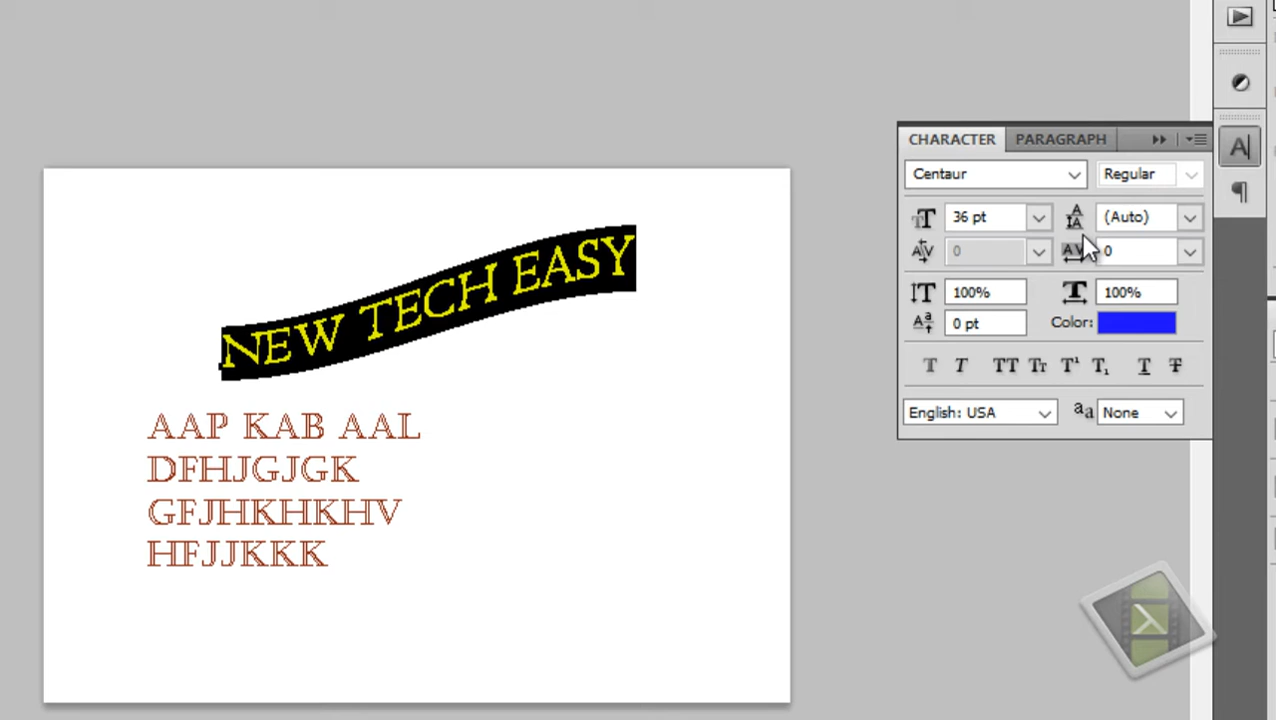 CHARACTER PARAGRAPH
Centaur Regular
36 pt (Auto)
0 0
100% 100%
0 pt Color:
T T TT Tt T¹ T₁ T T
English: USA aa None
NEW TECH EASY
AAP KAB AAL
DFHJGJGK
GFJHKHKHV
HFJJKKK